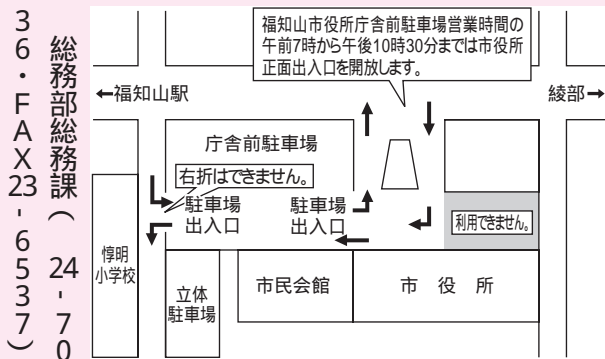 総務部総務課（ 24-70
36・FAX23-6537）
福知山市役所庁舎前駐車場営業時間の
午前7時から午後10時30分までは市役所
正面出入口を開放します。
←福知山駅
綾部→
庁舎前駐車場
右折はできません。
駐車場
出入口
駐車場
出入口
利用できません。
惇明
小学校
立体
駐車場
市民会館
市役所